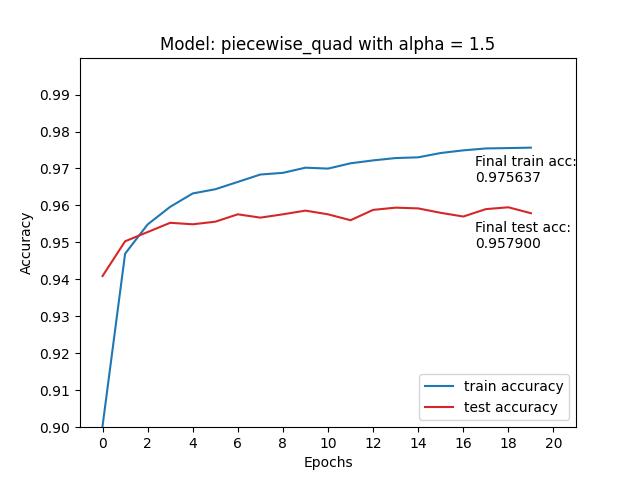 Model: piecewise_quad with alpha = 1.5
0.99
0.98
0.97
0.96
0.95
0.94
0.93
0.92
0.91
0.90
Accuracy
Final train acc:
0.975637
Final test acc:
0.957900
train accuracy
test accuracy
0 2 4 6 8 10 12 14 16 18 20
Epochs